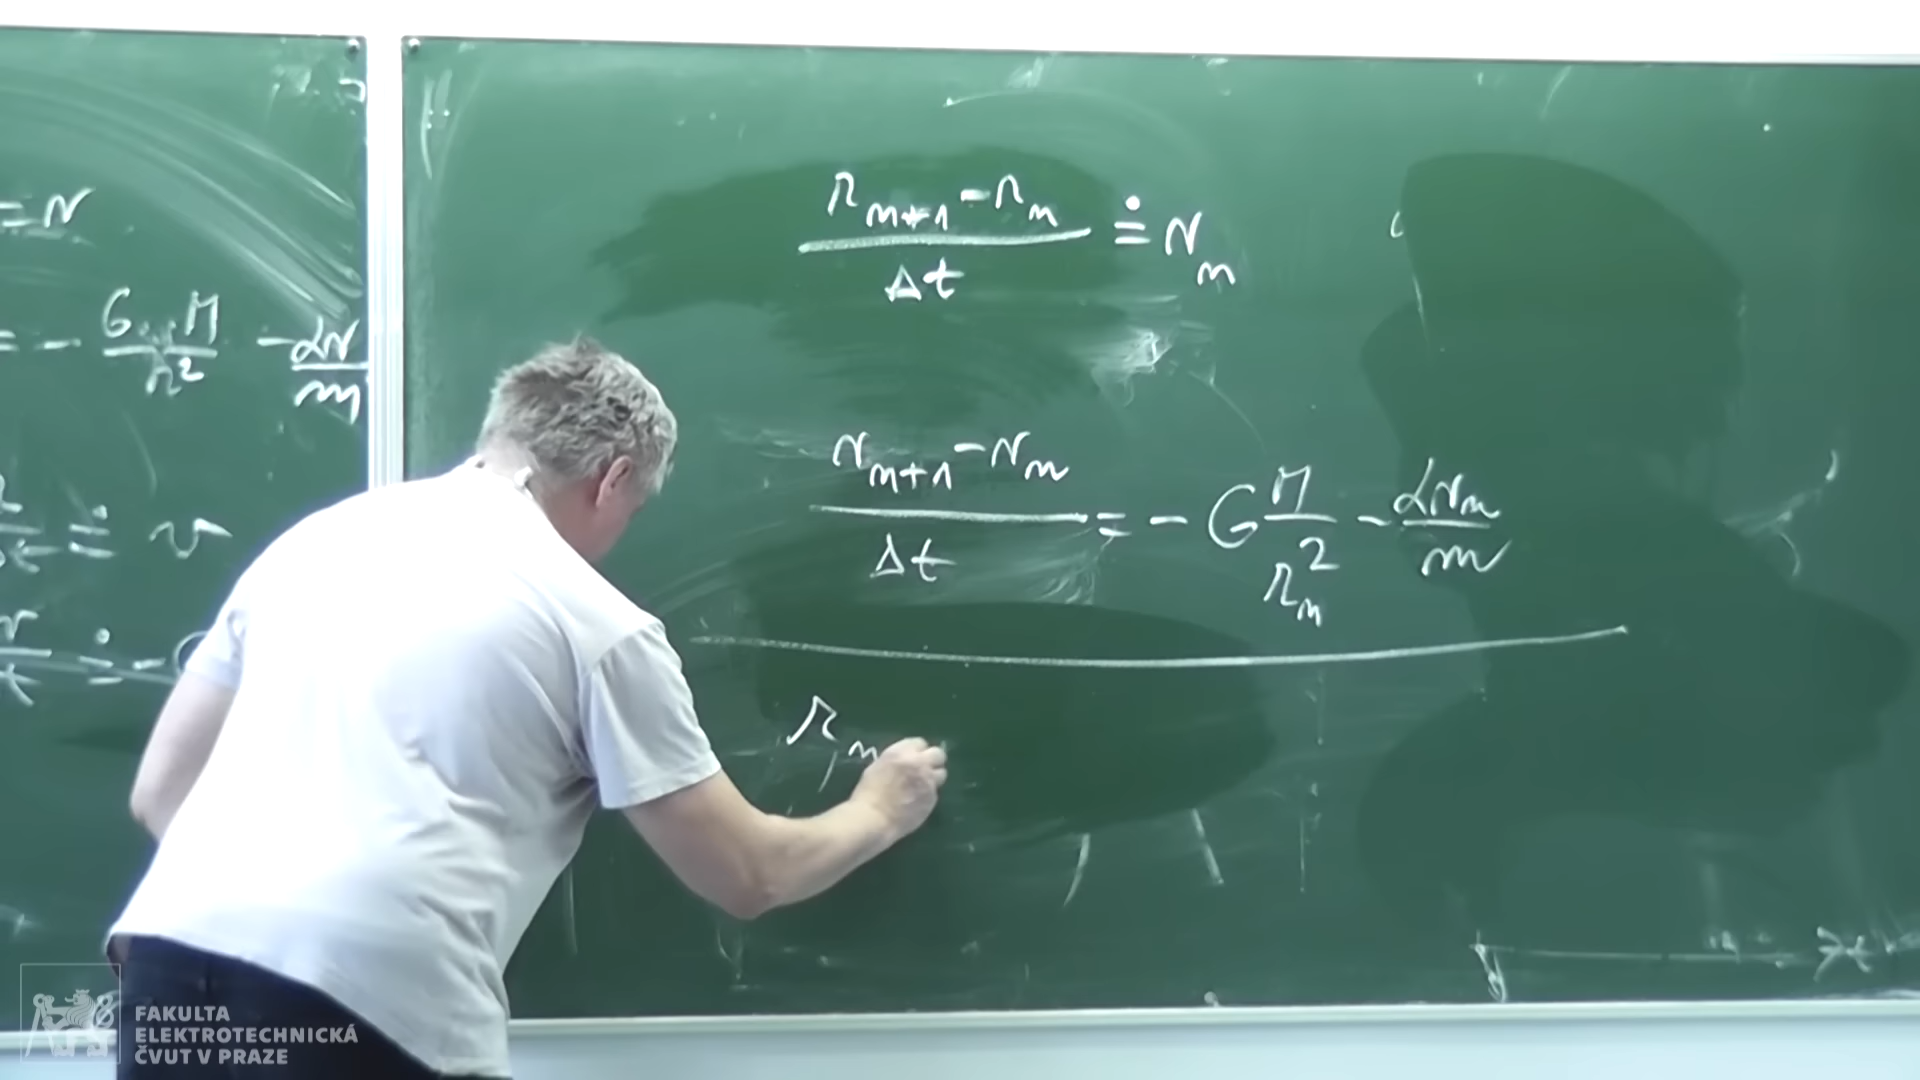 = v
= - G·M/r² - αv/m
≐ v
≐ -
(r_{n+1} - r_n)/Δt ≐ v_n
(v_{n+1} - v_n)/Δt = - G M/r_n² - αv_n/m
r_n
y x
FAKULTA
ELEKTROTECHNICKÁ
ČVUT V PRAZE